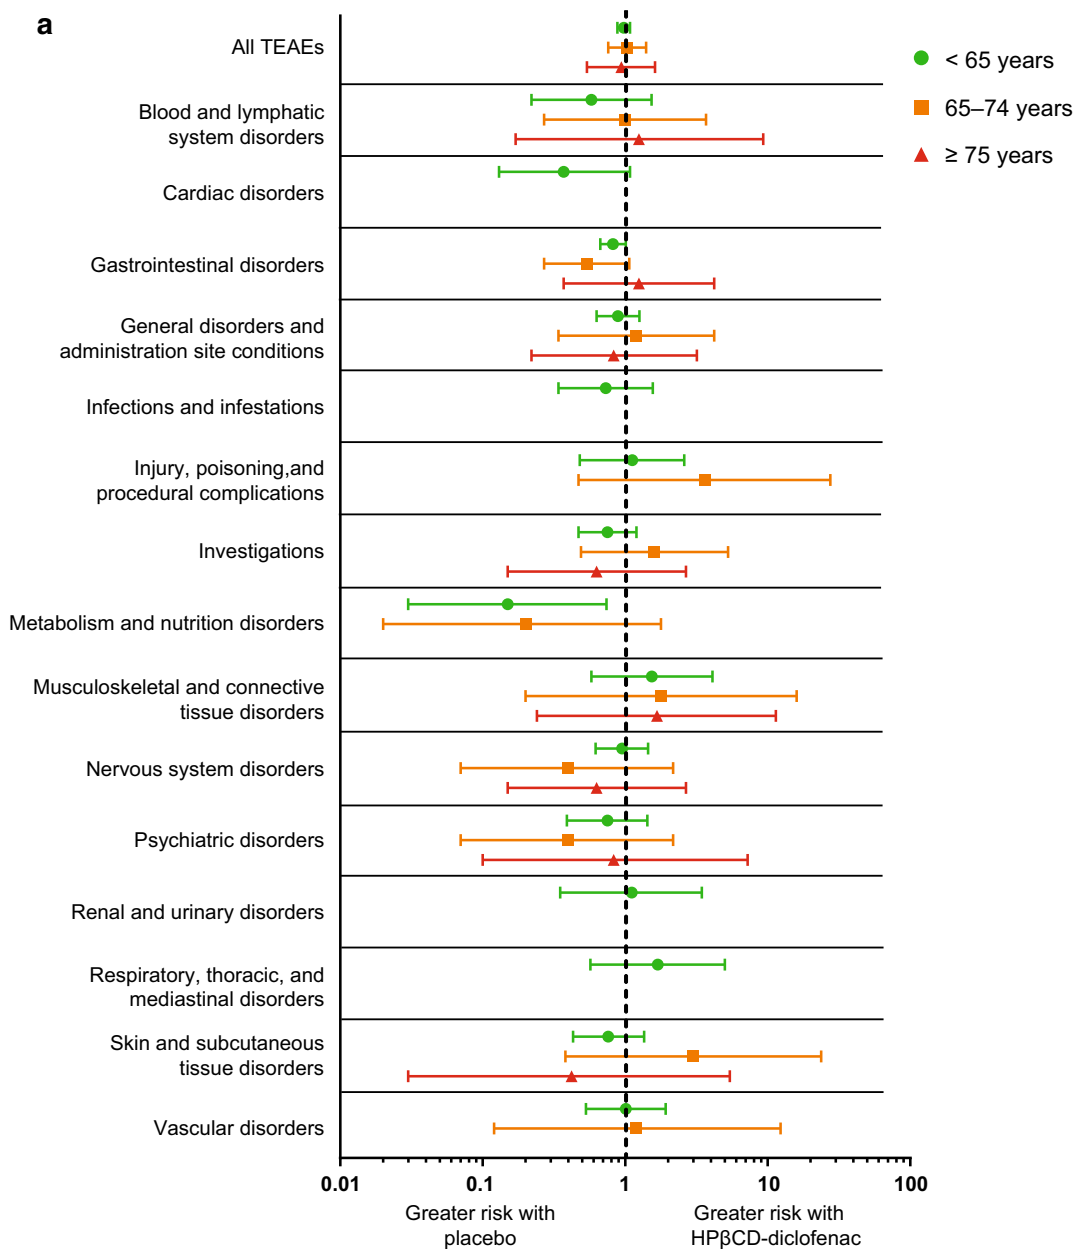 a
All TEAEs
Blood and lymphatic
system disorders
Cardiac disorders
Gastrointestinal disorders
General disorders and
administration site conditions
Infections and infestations
Injury, poisoning,and
procedural complications
Investigations
Metabolism and nutrition disorders
Musculoskeletal and connective
tissue disorders
Nervous system disorders
Psychiatric disorders
Renal and urinary disorders
Respiratory, thoracic, and
mediastinal disorders
Skin and subcutaneous
tissue disorders
Vascular disorders
< 65 years
65–74 years
≥ 75 years
0.01 0.1 1 10 100
Greater risk with
placebo
Greater risk with
HPβCD-diclofenac